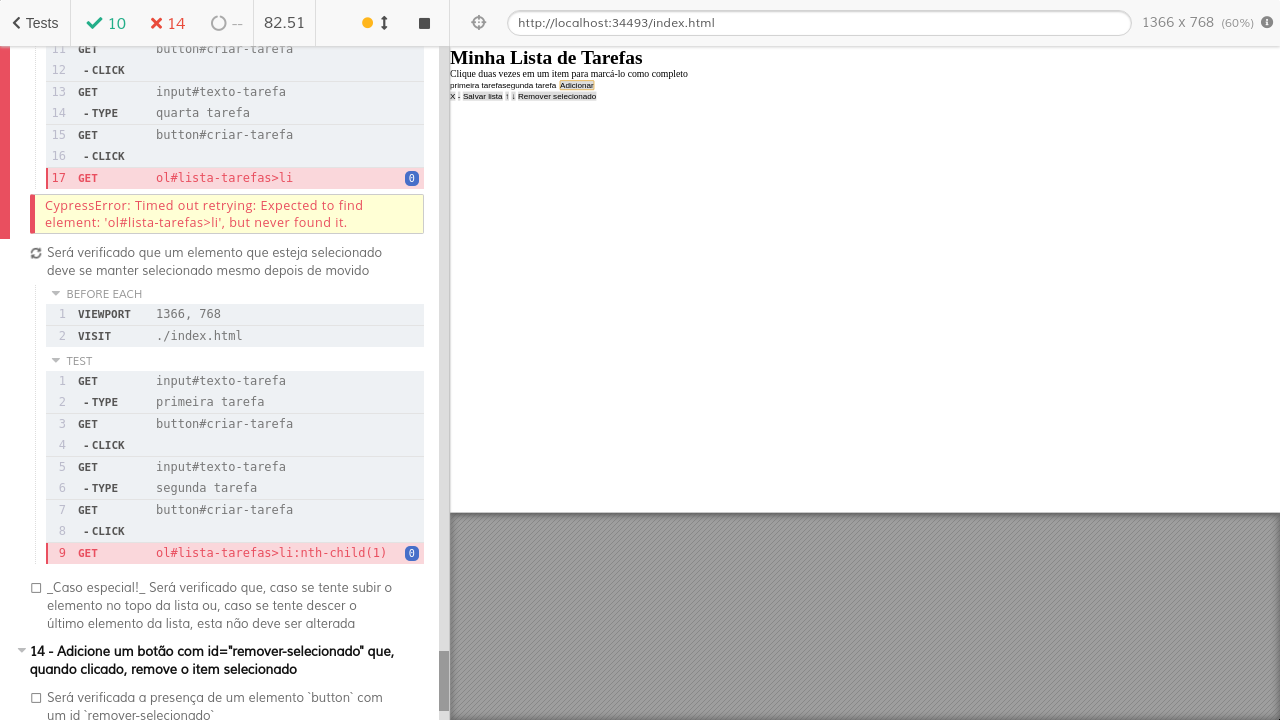 Tests 10 14 -- 82.51
http://localhost:34493/index.html 1366 x 768 (60%)
11 GET button#criar-tarefa
12 - CLICK
13 GET input#texto-tarefa
14 - TYPE quarta tarefa
15 GET button#criar-tarefa
16 - CLICK
17 GET ol#lista-tarefas>li 0
CypressError: Timed out retrying: Expected to find
element: 'ol#lista-tarefas>li', but never found it.
Será verificado que um elemento que esteja selecionado
deve se manter selecionado mesmo depois de movido
BEFORE EACH
1 VIEWPORT 1366, 768
2 VISIT ./index.html
TEST
1 GET input#texto-tarefa
2 - TYPE primeira tarefa
3 GET button#criar-tarefa
4 - CLICK
5 GET input#texto-tarefa
6 - TYPE segunda tarefa
7 GET button#criar-tarefa
8 - CLICK
9 GET ol#lista-tarefas>li:nth-child(1) 0
_Caso especial!_ Será verificado que, caso se tente subir o
elemento no topo da lista ou, caso se tente descer o
último elemento da lista, esta não deve ser alterada
14 - Adicione um botão com id="remover-selecionado" que,
quando clicado, remove o item selecionado
Será verificada a presença de um elemento `button` com
um id `remover-selecionado`
Minha Lista de Tarefas
Clique duas vezes em um item para marcá-lo como completo
primeira tarefasegunda tarefa Adicionar
X - Salvar lista ↑ ↓ Remover selecionado